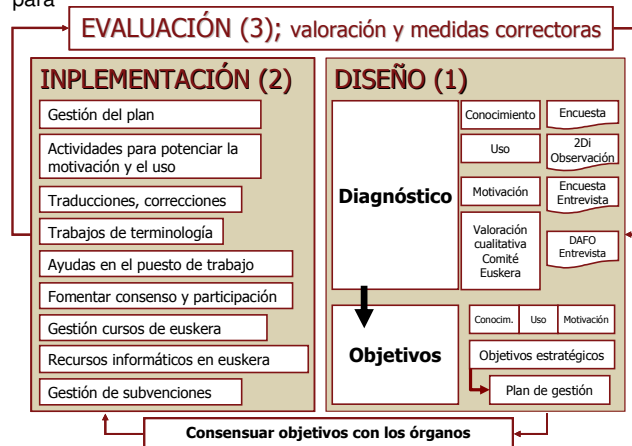 para
EVALUACIÓN (3); valoración y medidas correctoras
INPLEMENTACIÓN (2)
Gestión del plan
Actividades para potenciar la
motivación y el uso
Traducciones, correcciones
Trabajos de terminología
Ayudas en el puesto de trabajo
Fomentar consenso y participación
Gestión cursos de euskera
Recursos informáticos en euskera
Gestión de subvenciones
DISEÑO (1)
Diagnóstico
Conocimiento
Encuesta
Uso
2Di
Observación
Motivación
Encuesta
Entrevista
Valoración
cualitativa
Comité
Euskera
DAFO
Entrevista
Objetivos
Conocim.
Uso
Motivación
Objetivos estratégicos
Plan de gestión
Consensuar objetivos con los órganos